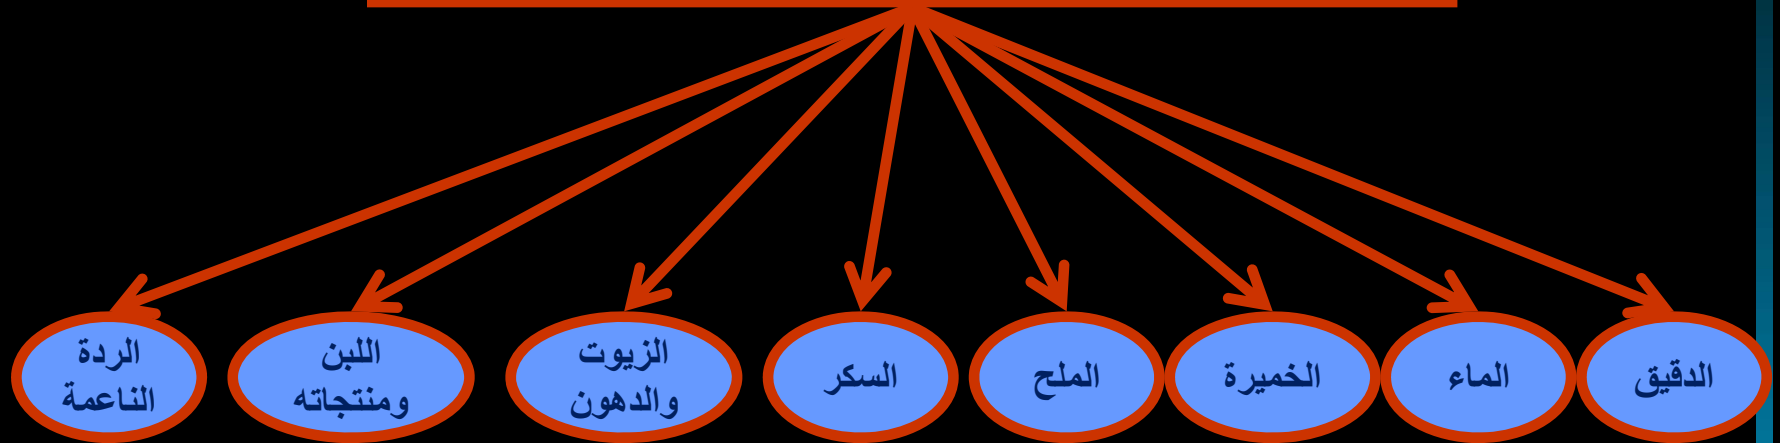 الدقيق
الماء
الخميرة
الملح
السكر
الزيوت
والدهون
اللبن
ومنتجاته
الردة
الناعمة